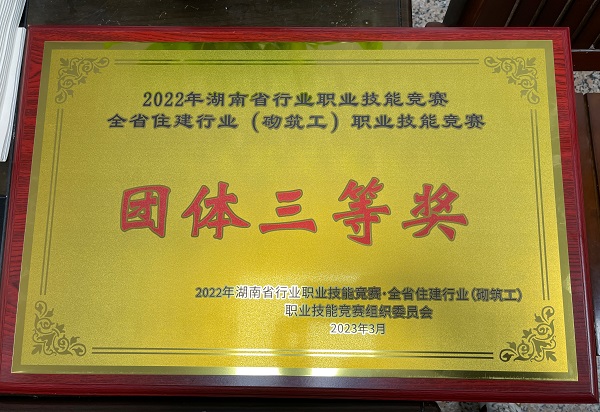 2022年湖南省行业职业技能竞赛
全省住建行业（砌筑工）职业技能竞赛
团体三等奖
2022年湖南省行业职业技能竞赛·全省住建行业(砌筑工)
职业技能竞赛组织委员会
2023年3月